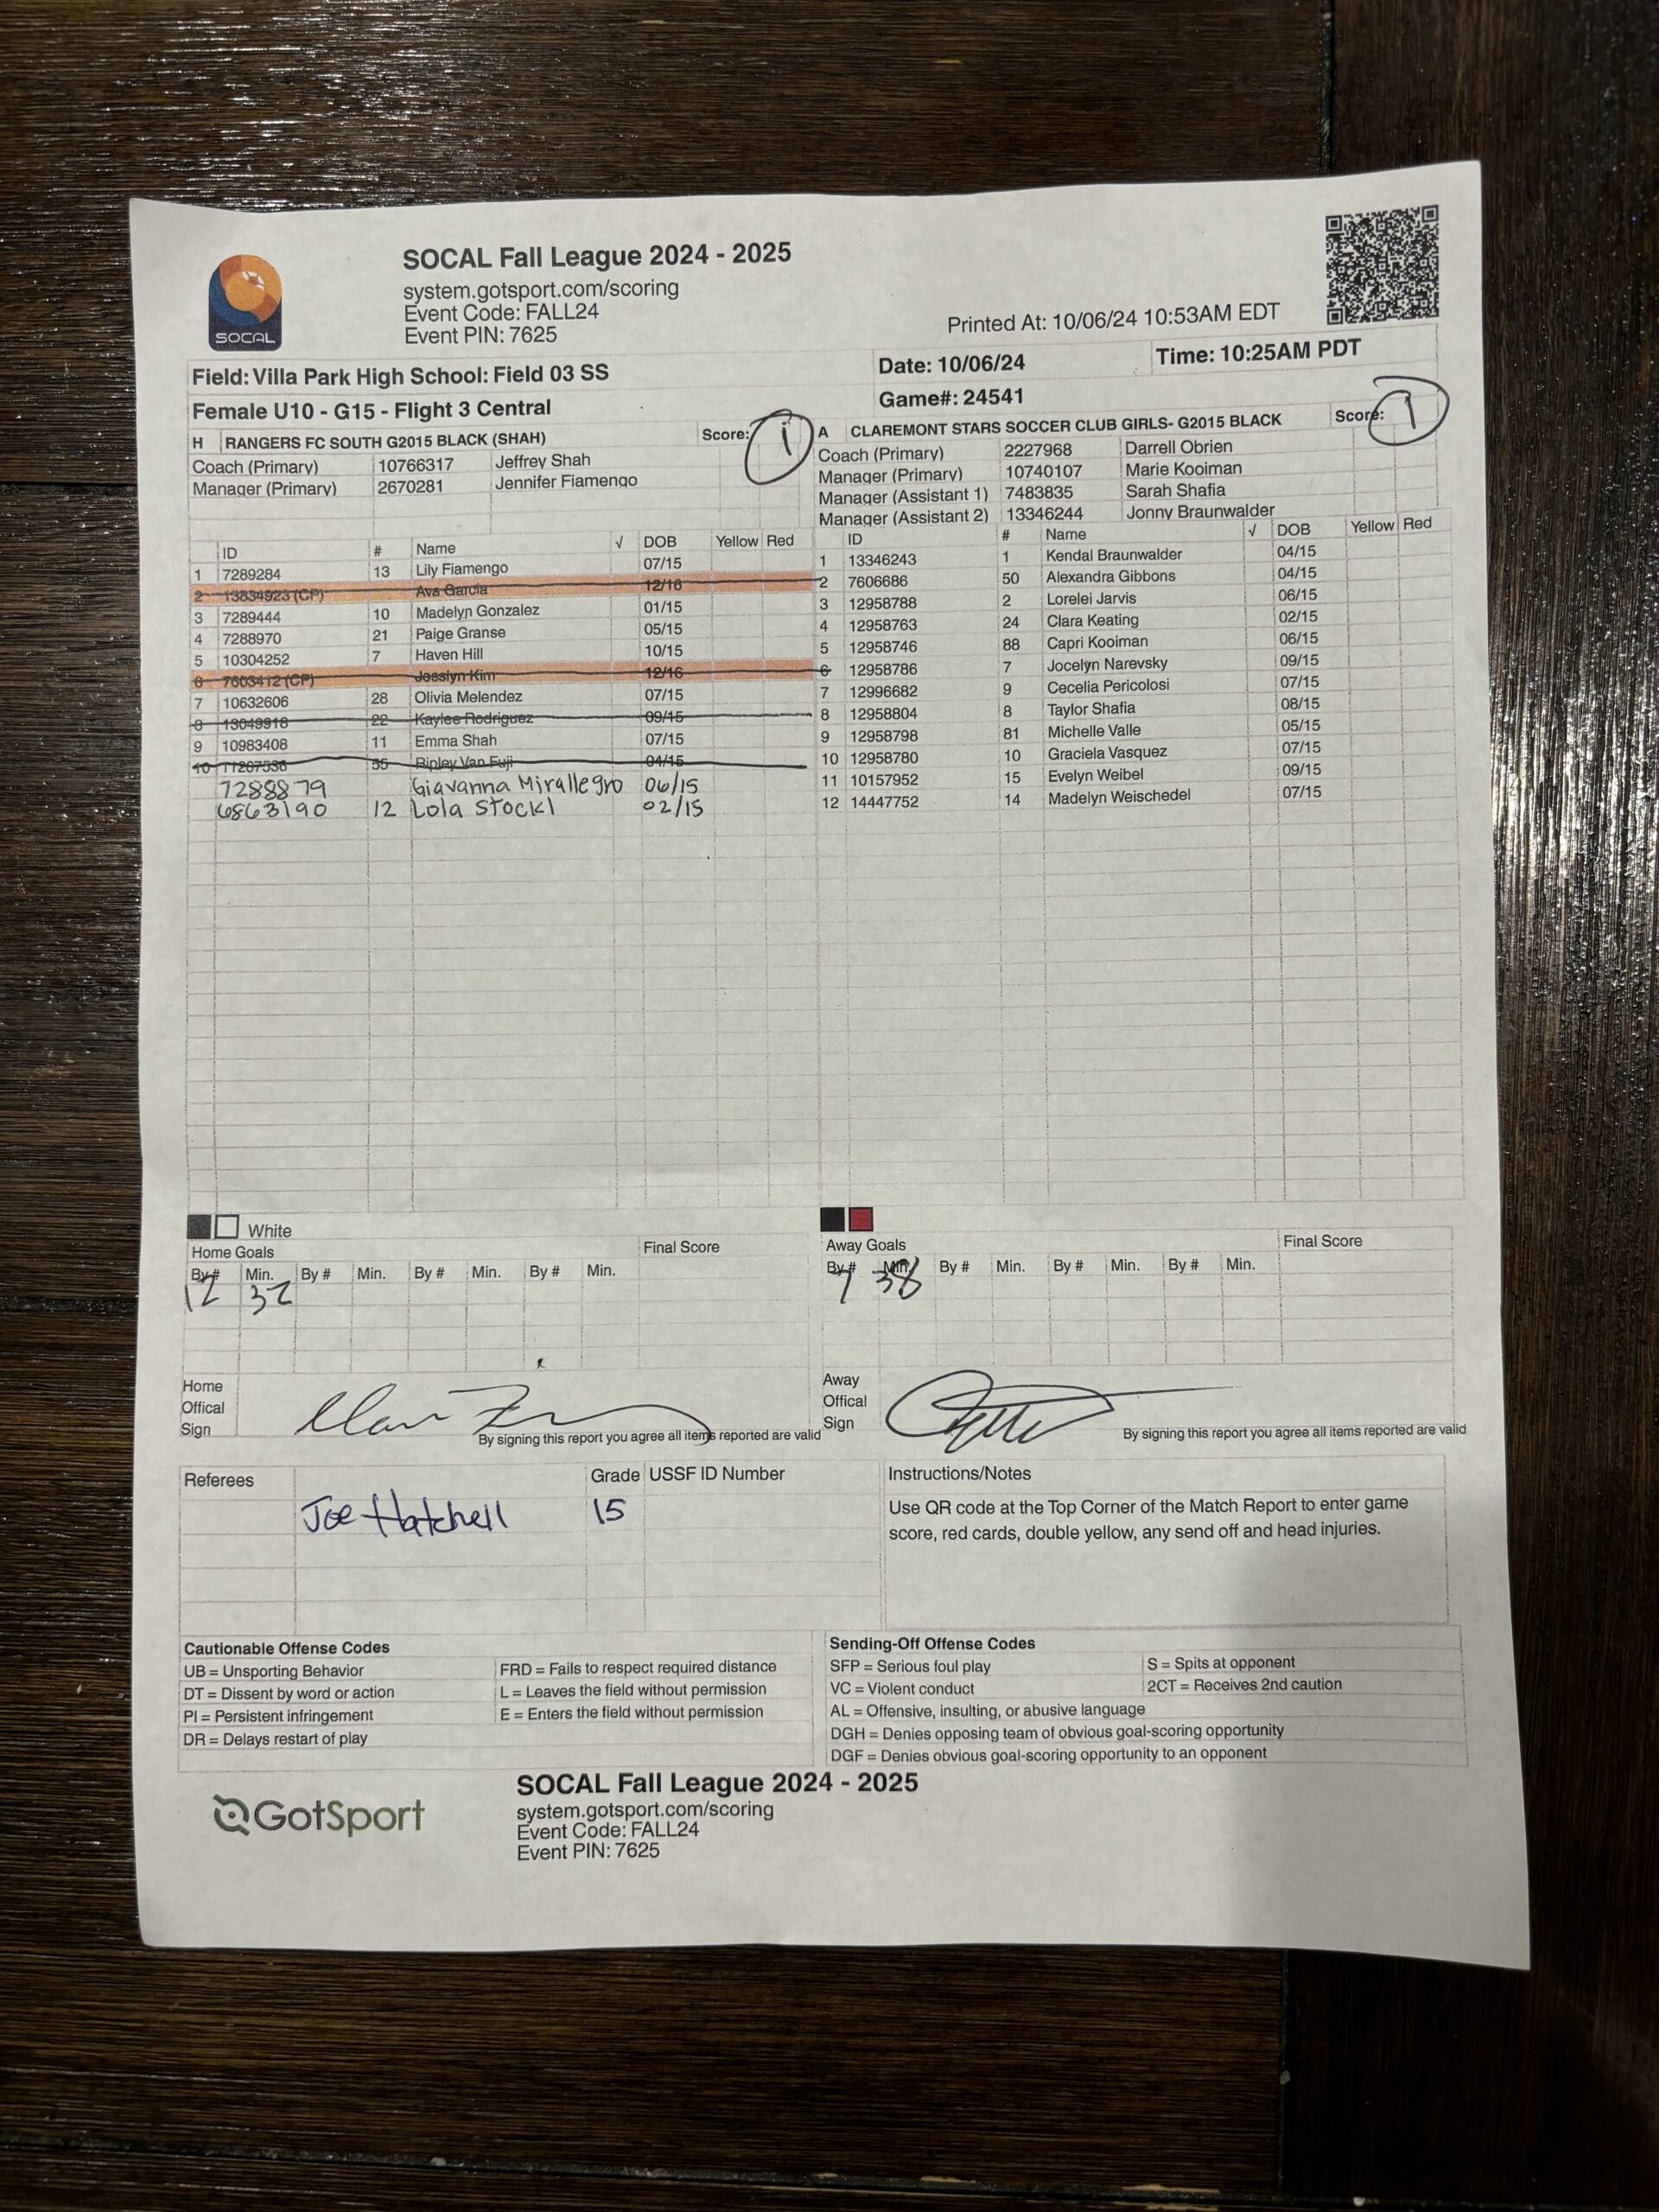 SOCAL
SOCAL Fall League 2024 - 2025
system.gotsport.com/scoring
Event Code: FALL24
Event PIN: 7625
Printed At: 10/06/24 10:53AM EDT
Field: Villa Park High School: Field 03 SS
Date: 10/06/24
Time: 10:25AM PDT
Female U10 - G15 - Flight 3 Central
Game#: 24541
H RANGERS FC SOUTH G2015 BLACK (SHAH) Score: 1
Coach (Primary) 10766317 Jeffrey Shah
Manager (Primary) 2670281 Jennifer Fiamengo
A CLAREMONT STARS SOCCER CLUB GIRLS- G2015 BLACK Score: 1
Coach (Primary) 2227968 Darrell Obrien
Manager (Primary) 10740107 Marie Kooiman
Manager (Assistant 1) 7483835 Sarah Shafia
Manager (Assistant 2) 13346244 Jonny Braunwalder
ID # Name √ DOB Yellow Red
1 7289284 13 Lily Fiamengo 07/15
2 13834923 (CP) Ava Garcia 12/16
3 7289444 10 Madelyn Gonzalez 01/15
4 7288970 21 Paige Granse 05/15
5 10304252 7 Haven Hill 10/15
6 7603412 (CP) Josslyn Kim 12/16
7 10632606 28 Olivia Melendez 07/15
8 13049918 22 Kaylee Rodriguez 09/15
9 10983408 11 Emma Shah 07/15
10 11267536 55 Ripley Van Fuji 04/15
7288879 Giavanna Mirallegro 06/15
6863190 12 Lola Stockl 02/15
ID # Name √ DOB Yellow Red
1 13346243 1 Kendal Braunwalder 04/15
2 7606686 50 Alexandra Gibbons 04/15
3 12958788 2 Lorelei Jarvis 06/15
4 12958763 24 Clara Keating 02/15
5 12958746 88 Capri Kooiman 06/15
6 12958786 7 Jocelyn Narevsky 09/15
7 12996682 9 Cecelia Pericolosi 07/15
8 12958804 8 Taylor Shafia 08/15
9 12958798 81 Michelle Valle 05/15
10 12958780 10 Graciela Vasquez 07/15
11 10157952 15 Evelyn Weibel 09/15
12 14447752 14 Madelyn Weischedel 07/15
White
Home Goals Final Score
By # Min. By # Min. By # Min. By # Min.
12 32
Away Goals Final Score
By # Min. By # Min. By # Min. By # Min.
7 38
Home
Offical
Sign
By signing this report you agree all items reported are valid
Away
Offical
Sign
By signing this report you agree all items reported are valid
Referees Grade USSF ID Number
Joe Hatchell 15
Instructions/Notes
Use QR code at the Top Corner of the Match Report to enter game
score, red cards, double yellow, any send off and head injuries.
Cautionable Offense Codes
UB = Unsporting Behavior FRD = Fails to respect required distance
DT = Dissent by word or action L = Leaves the field without permission
PI = Persistent infringement E = Enters the field without permission
DR = Delays restart of play
Sending-Off Offense Codes
SFP = Serious foul play S = Spits at opponent
VC = Violent conduct 2CT = Receives 2nd caution
AL = Offensive, insulting, or abusive language
DGH = Denies opposing team of obvious goal-scoring opportunity
DGF = Denies obvious goal-scoring opportunity to an opponent
GotSport
SOCAL Fall League 2024 - 2025
system.gotsport.com/scoring
Event Code: FALL24
Event PIN: 7625